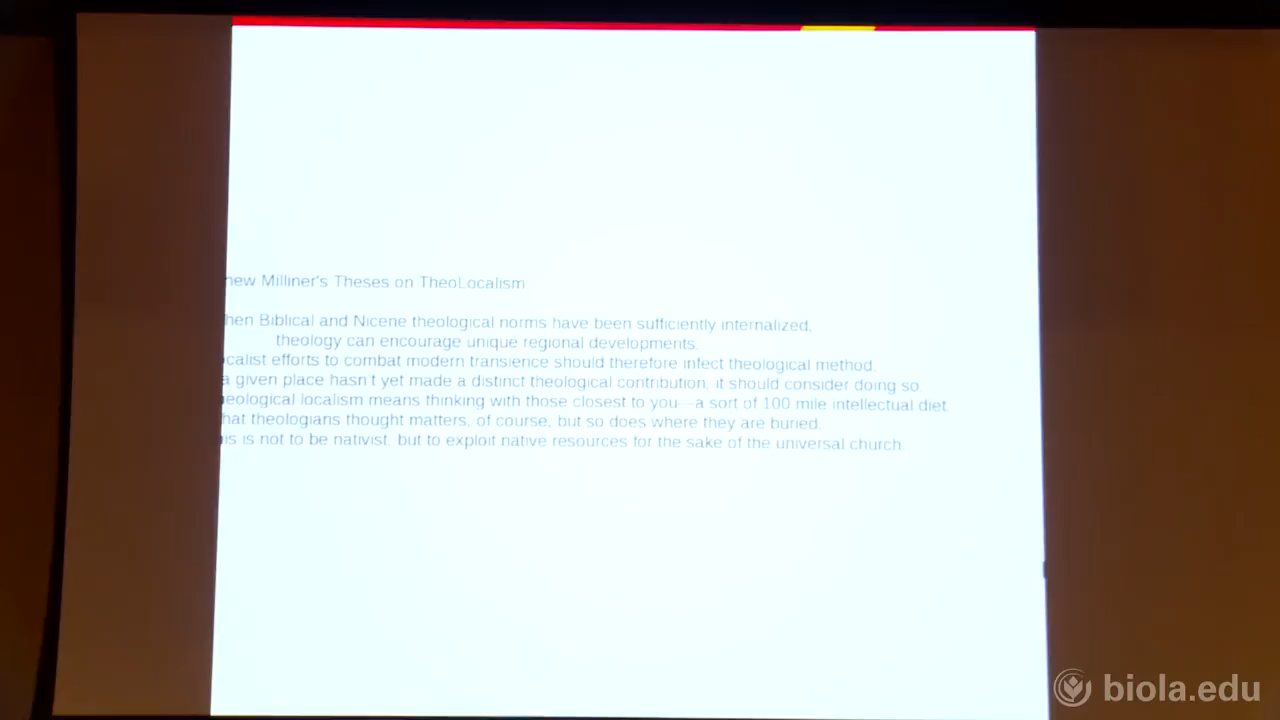 new Milliner's Theses on TheoLocalism
hen Biblical and Nicene theological norms have been sufficiently internalized,
theology can encourage unique regional developments.
calist efforts to combat modern transience should therefore infect theological method.
a given place hasn't yet made a distinct theological contribution, it should consider doing so.
eological localism means thinking with those closest to you—a sort of 100 mile intellectual diet.
hat theologians thought matters, of course, but so does where they are buried.
is is not to be nativist, but to exploit native resources for the sake of the universal church.
biola.edu